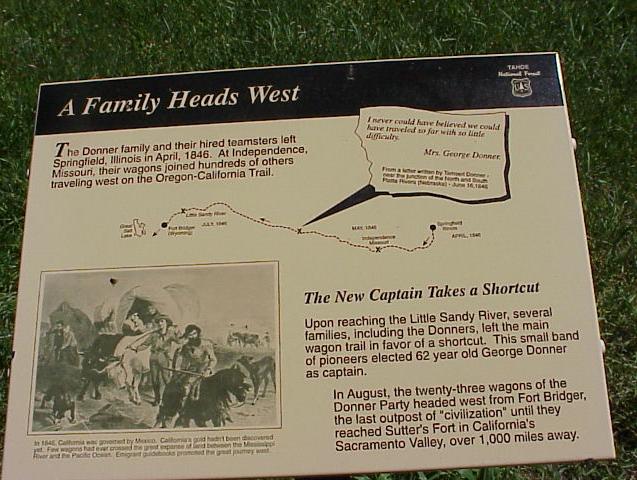 TAHOE
National Forest
UAS
A Family Heads West
The Donner family and their hired teamsters left
Springfield, Illinois in April, 1846. At Independence,
Missouri, their wagons joined hundreds of others
traveling west on the Oregon-California Trail.
I never could have believed we could
have traveled so far with so little
difficulty.
Mrs. George Donner
From a letter written by Tamsen Donner -
near the junction of the North and South
Platte Rivers (Nebraska) - June 16, 1846
Great
Salt
Lake
Fort Bridger
(Wyoming)
Little Sandy River
JULY, 1846
MAY, 1846
Independence
Missouri
Springfield
Illinois
APRIL, 1846
The New Captain Takes a Shortcut
Upon reaching the Little Sandy River, several
families, including the Donners, left the main
wagon trail in favor of a shortcut. This small band
of pioneers elected 62 year old George Donner
as captain.
In August, the twenty-three wagons of the
Donner Party headed west from Fort Bridger,
the last outpost of "civilization" until they
reached Sutter's Fort in California's
Sacramento Valley, over 1,000 miles away.
In 1846, California was governed by Mexico. California's gold hadn't been discovered
yet. Few wagons had ever crossed the great expanse of land between the Mississippi
River and the Pacific Ocean. Emigrant guidebooks promoted the great journey west.